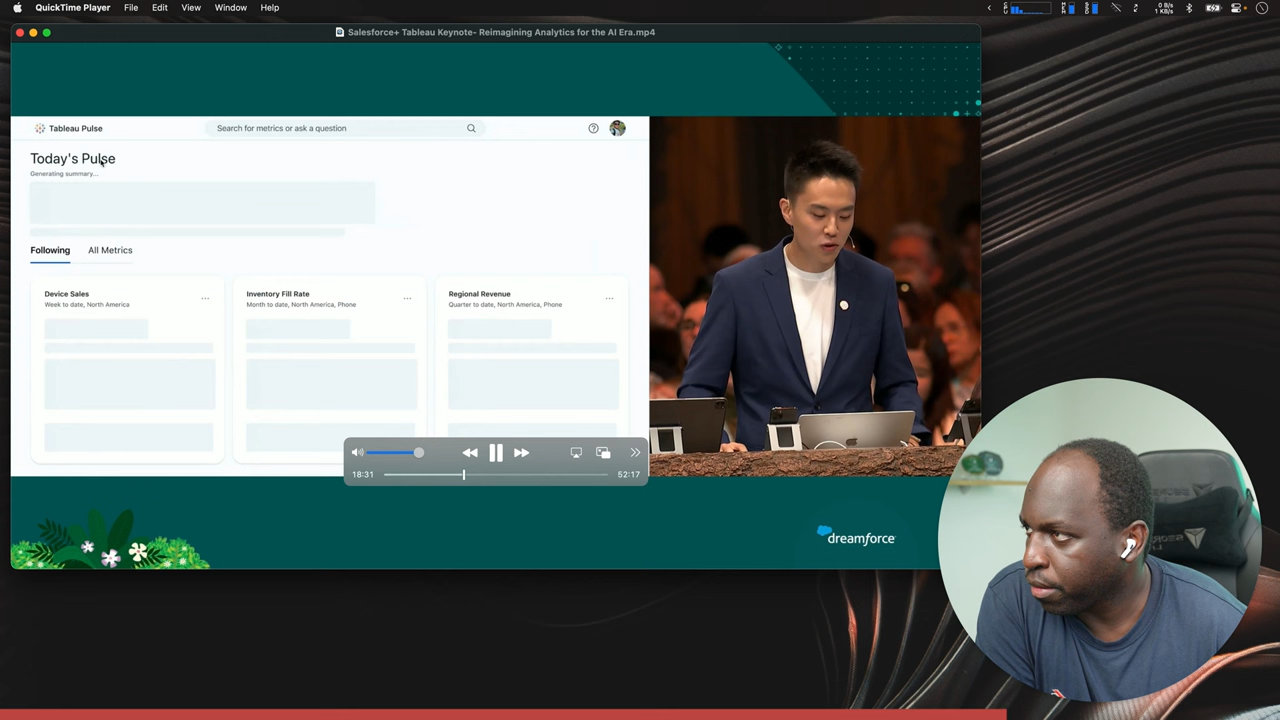 QuickTime Player File Edit View Window Help
Salesforce+ Tableau Keynote- Reimagining Analytics for the AI Era.mp4
Tableau Pulse
Search for metrics or ask a question
Today's Pulse
Generating summary...
Following All Metrics
Device Sales
Week to date, North America
Inventory Fill Rate
Month to date, North America, Phone
Regional Revenue
Quarter to date, North America, Phone
18:31
52:17
dreamforce